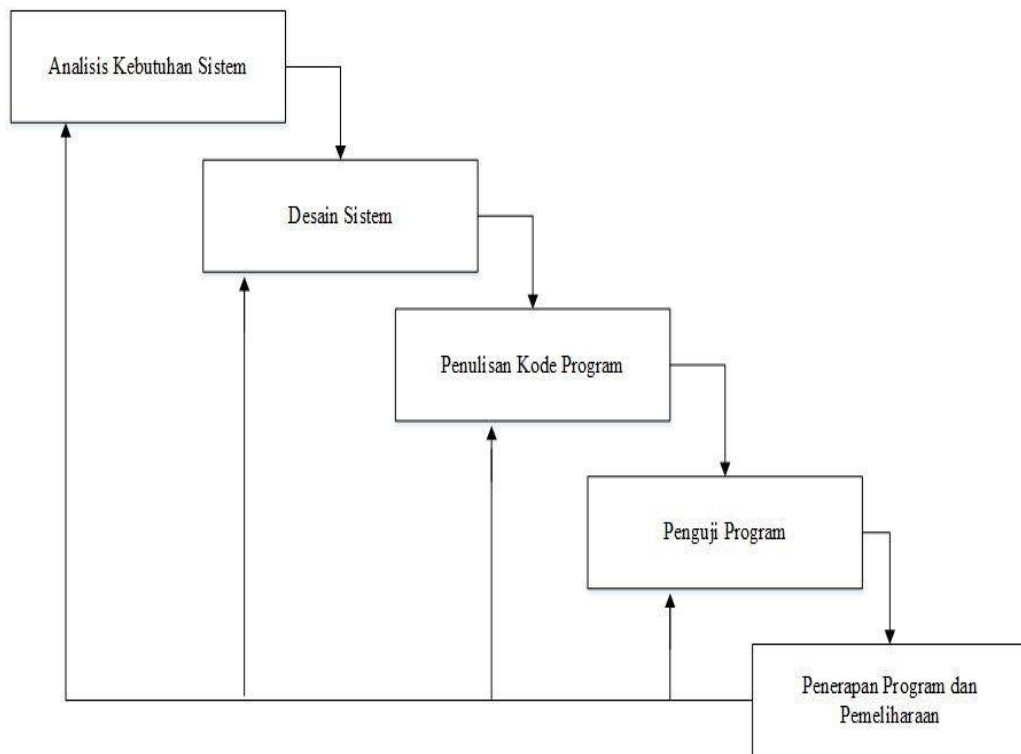 Analisis Kebutuhan Sistem
Desain Sistem
Penulisan Kode Program
Penguji Program
Penerapan Program dan
Pemeliharaan